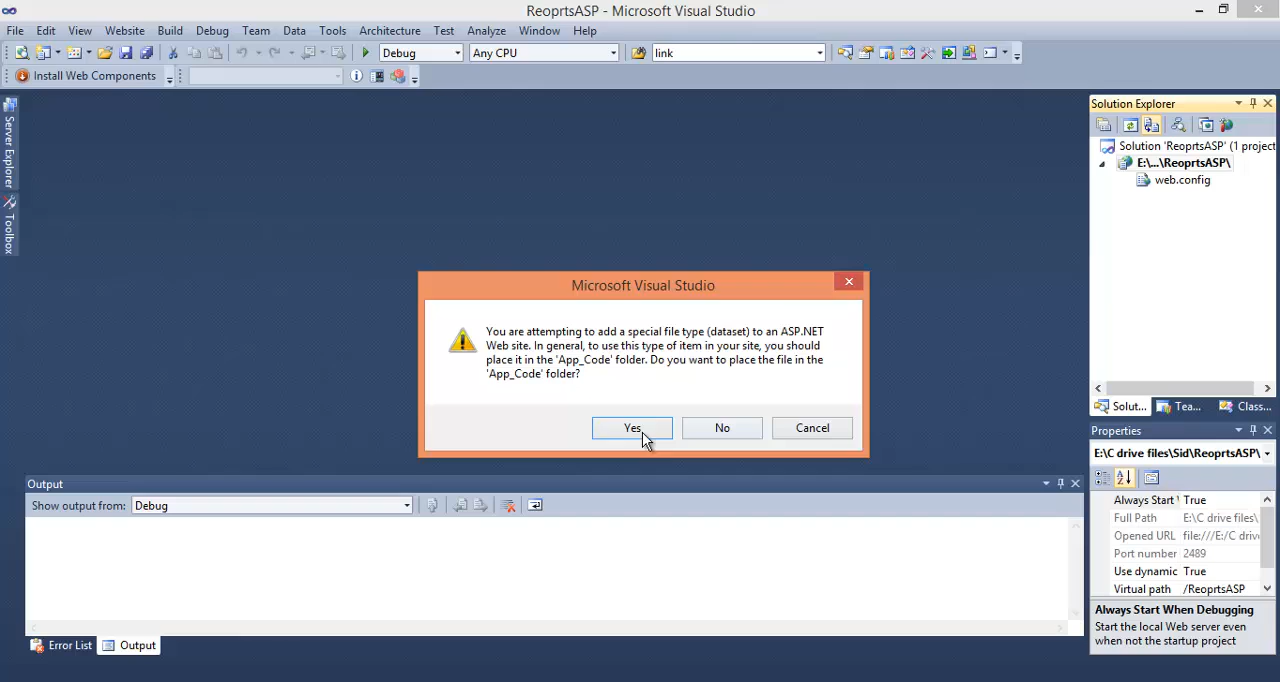 ReoprtsASP - Microsoft Visual Studio
File Edit View Website Build Debug Team Data Tools Architecture Test Analyze Window Help
Debug Any CPU link
Install Web Components
Server Explorer
Toolbox
Solution Explorer
Solution 'ReoprtsASP' (1 project
E:\...\ReoprtsASP\
web.config
Microsoft Visual Studio
You are attempting to add a special file type (dataset) to an ASP.NET
Web site. In general, to use this type of item in your site, you should
place it in the 'App_Code' folder. Do you want to place the file in the
'App_Code' folder?
Yes No Cancel
Solut... Tea... Class...
Properties
E:\C drive files\Sid\ReoprtsASP\
Always Start True
Full Path E:\C drive files\
Opened URL file:///E:/C drive
Port number 2489
Use dynamic True
Virtual path /ReoprtsASP
Always Start When Debugging
Start the local Web server even
when not the startup project
Output
Show output from: Debug
Error List Output